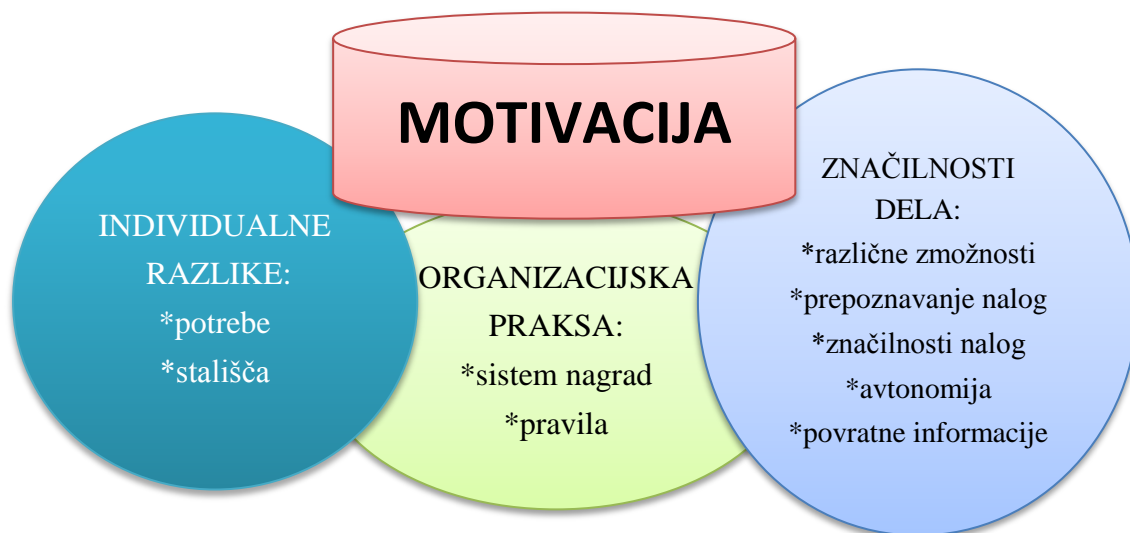 MOTIVACIJA
INDIVIDUALNE
RAZLIKE:
*potrebe
*stališča
ORGANIZACIJSKA
PRAKSA:
*sistem nagrad
*pravila
ZNAČILNOSTI
DELA:
*različne zmožnosti
*prepoznavanje nalog
*značilnosti nalog
*avtonomija
*povratne informacije